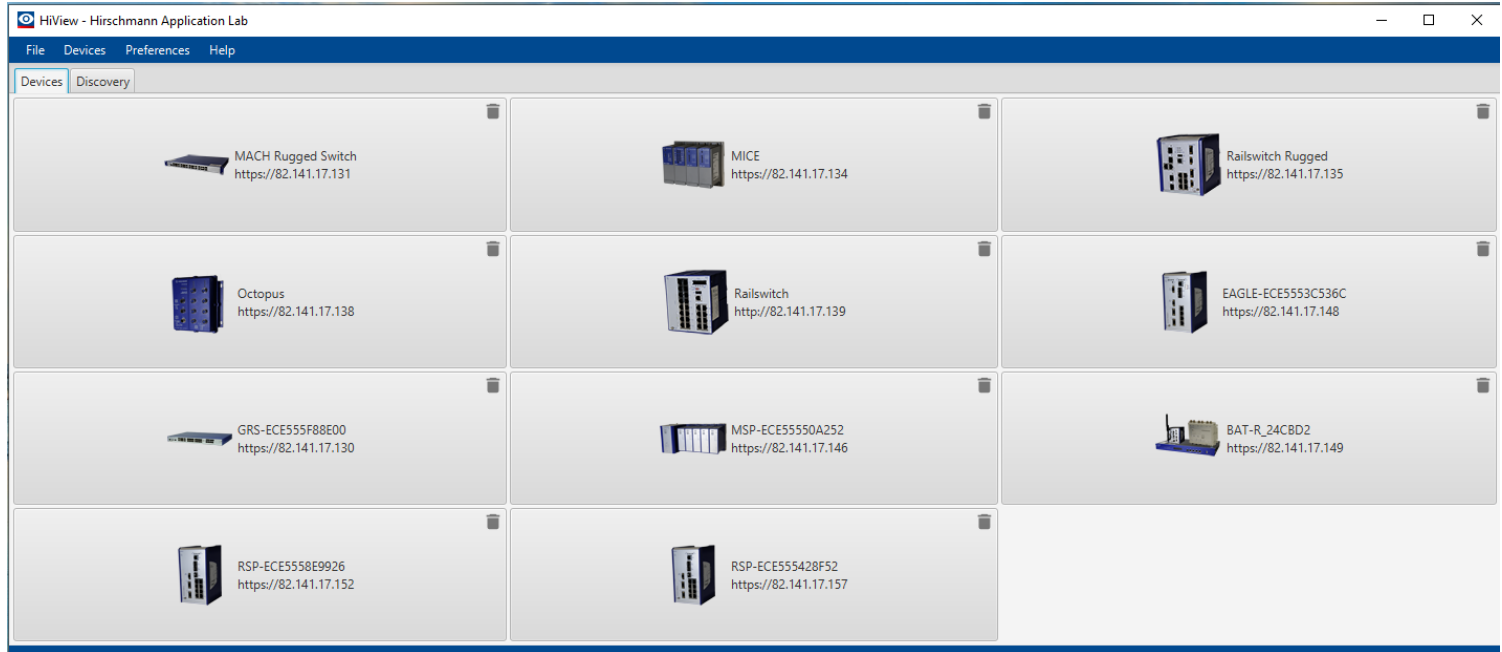 HiView - Hirschmann Application Lab
File Devices Preferences Help
Devices Discovery
MACH Rugged Switch
https://82.141.17.131
MICE
https://82.141.17.134
Railswitch Rugged
https://82.141.17.135
Octopus
https://82.141.17.138
Railswitch
http://82.141.17.139
EAGLE-ECE5553C536C
https://82.141.17.148
GRS-ECE555F88E00
https://82.141.17.130
MSP-ECE55550A252
https://82.141.17.146
BAT-R_24CBD2
https://82.141.17.149
RSP-ECE5558E9926
https://82.141.17.152
RSP-ECE555428F52
https://82.141.17.157